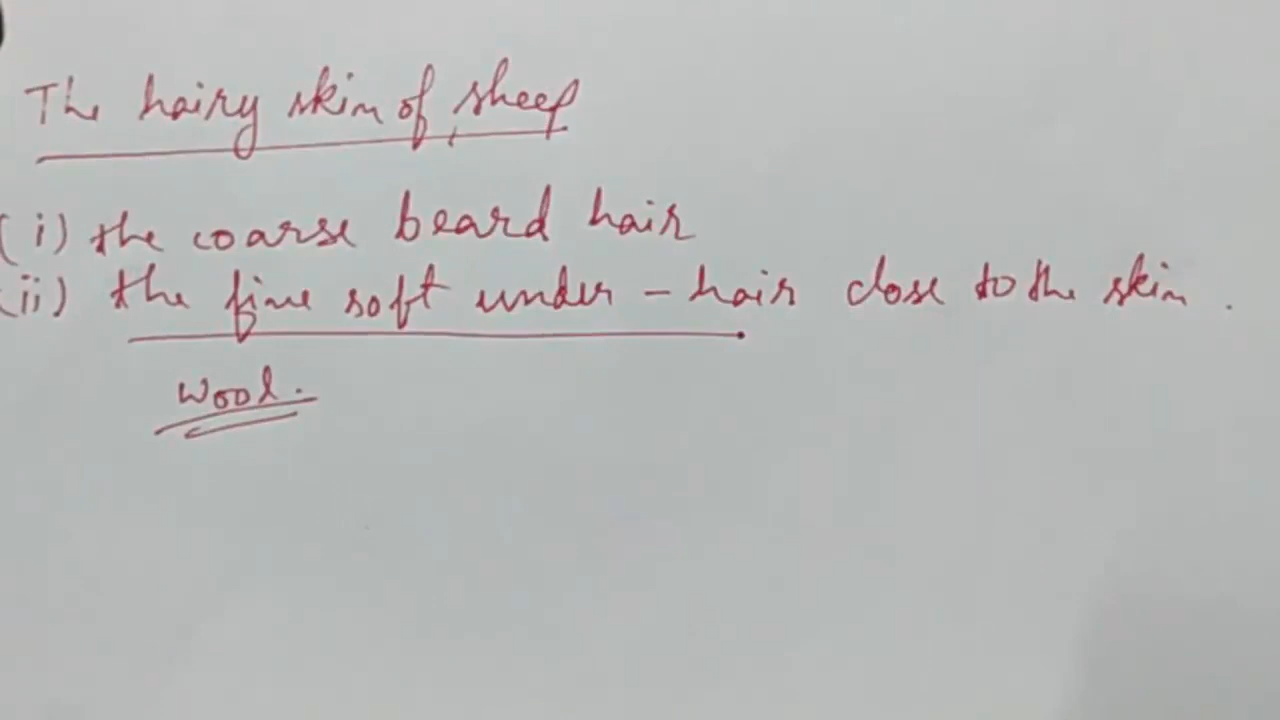 The hairy skin of sheep
(i) the coarse beard hair
(ii) the fine soft under - hair close to the skin .
Wool.